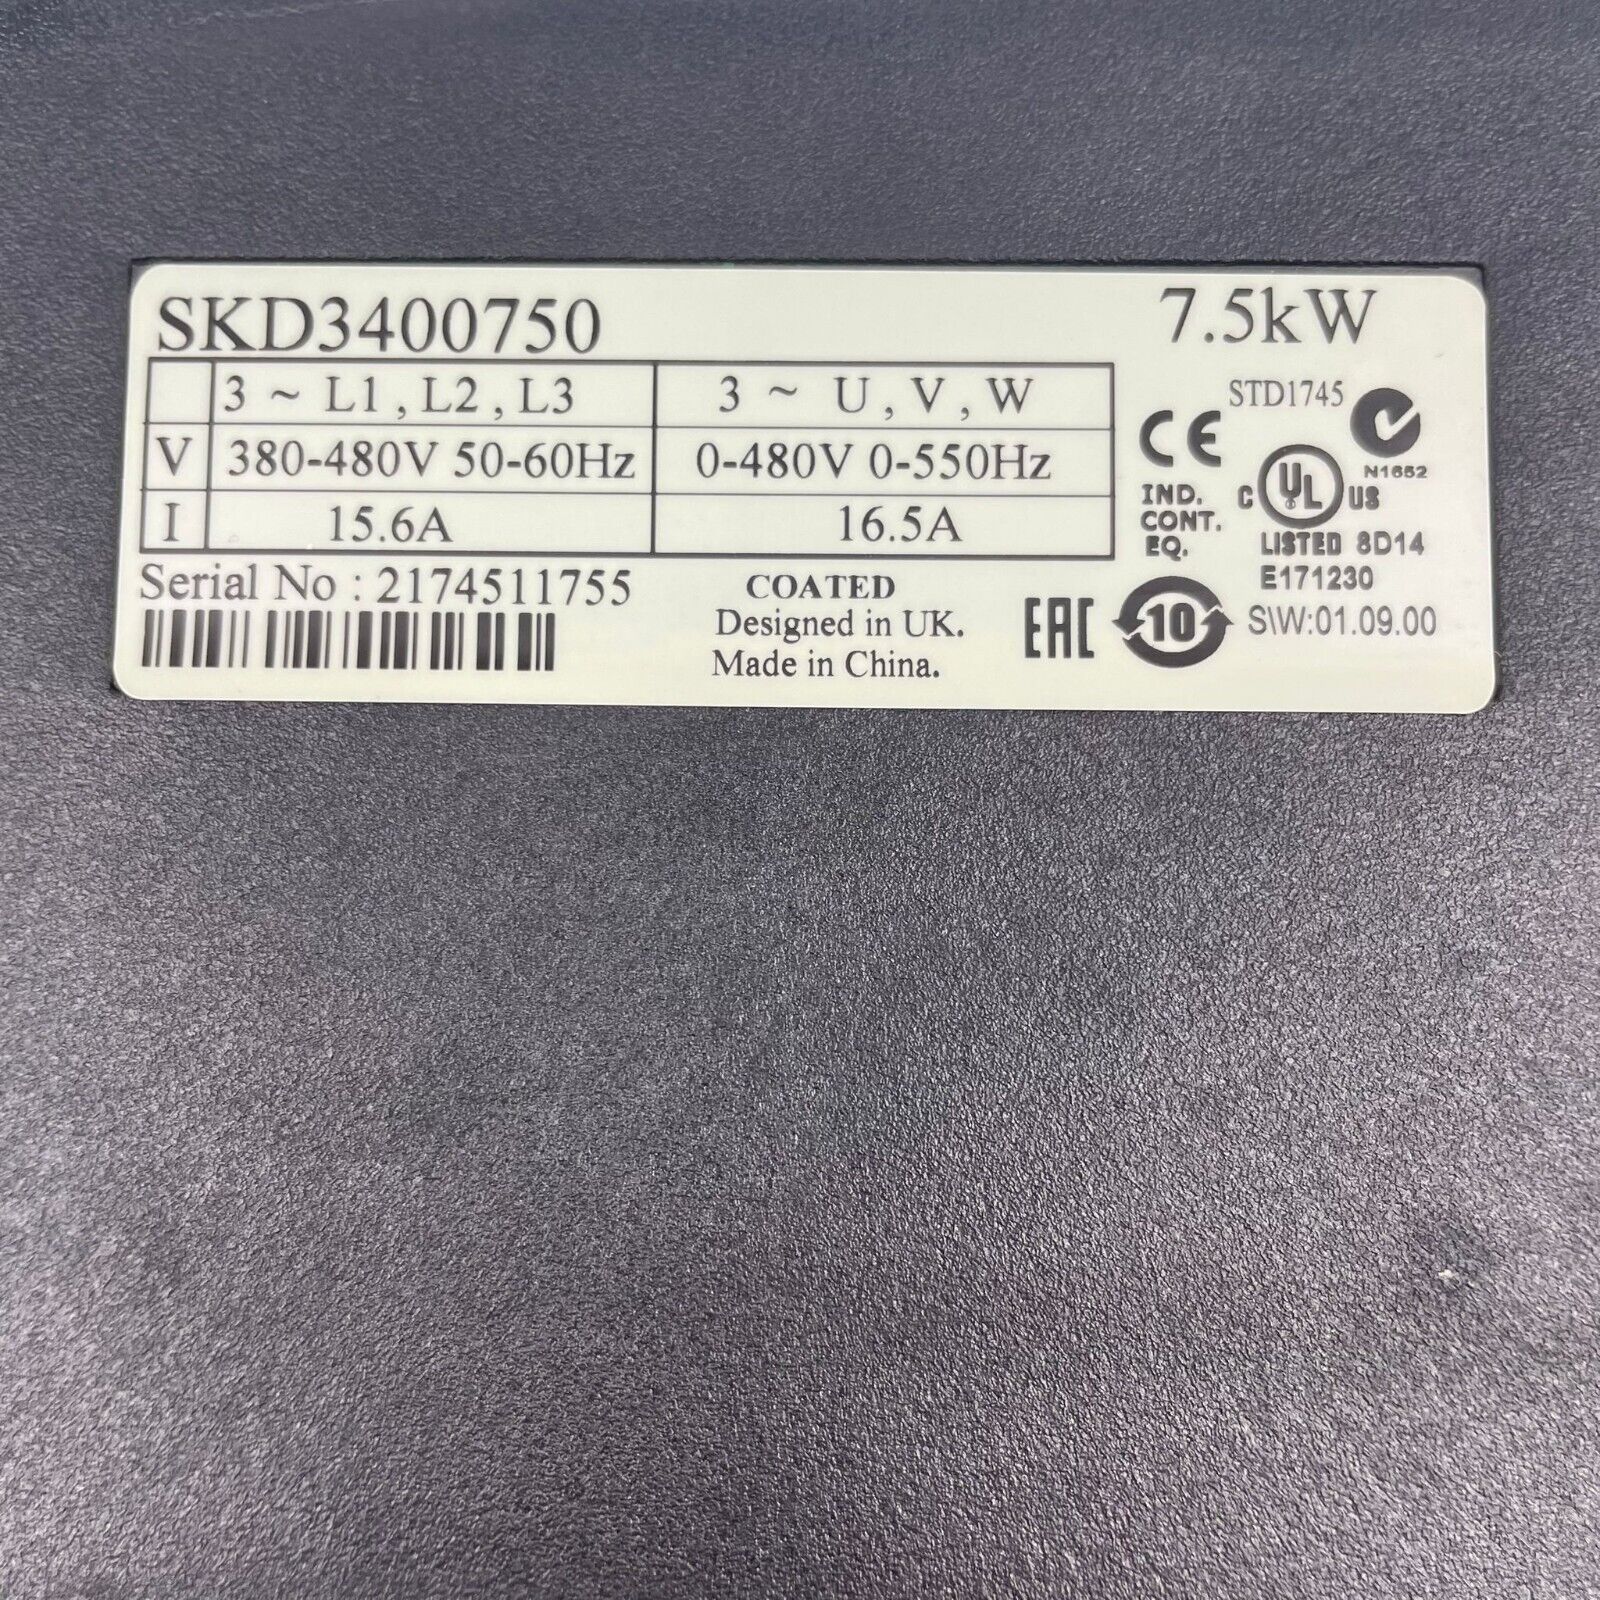 SKD3400750 7.5kW
3 ~ L1 , L2 , L3 3 ~ U , V , W
V 380-480V 50-60Hz 0-480V 0-550Hz
I 15.6A 16.5A
STD1745
CE
N1652
IND.
CONT.
EQ.
C UL US
LISTED 8D14
E171230
Serial No : 2174511755
COATED
Designed in UK.
Made in China.
EAC 10 S\W:01.09.00